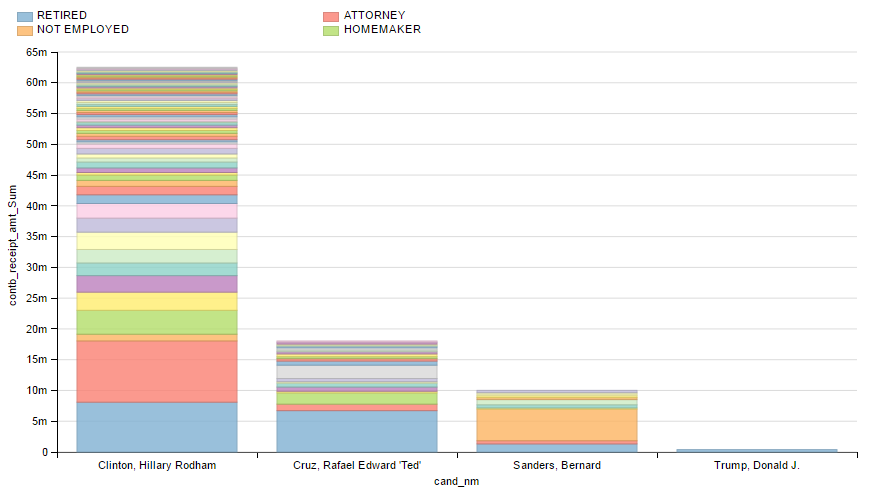 RETIRED
ATTORNEY
NOT EMPLOYED
HOMEMAKER
65m
60m
55m
50m
45m
40m
35m
30m
25m
20m
15m
10m
5m
0
contb_receipt_amt_Sum
Clinton, Hillary Rodham
Cruz, Rafael Edward 'Ted'
Sanders, Bernard
Trump, Donald J.
cand_nm